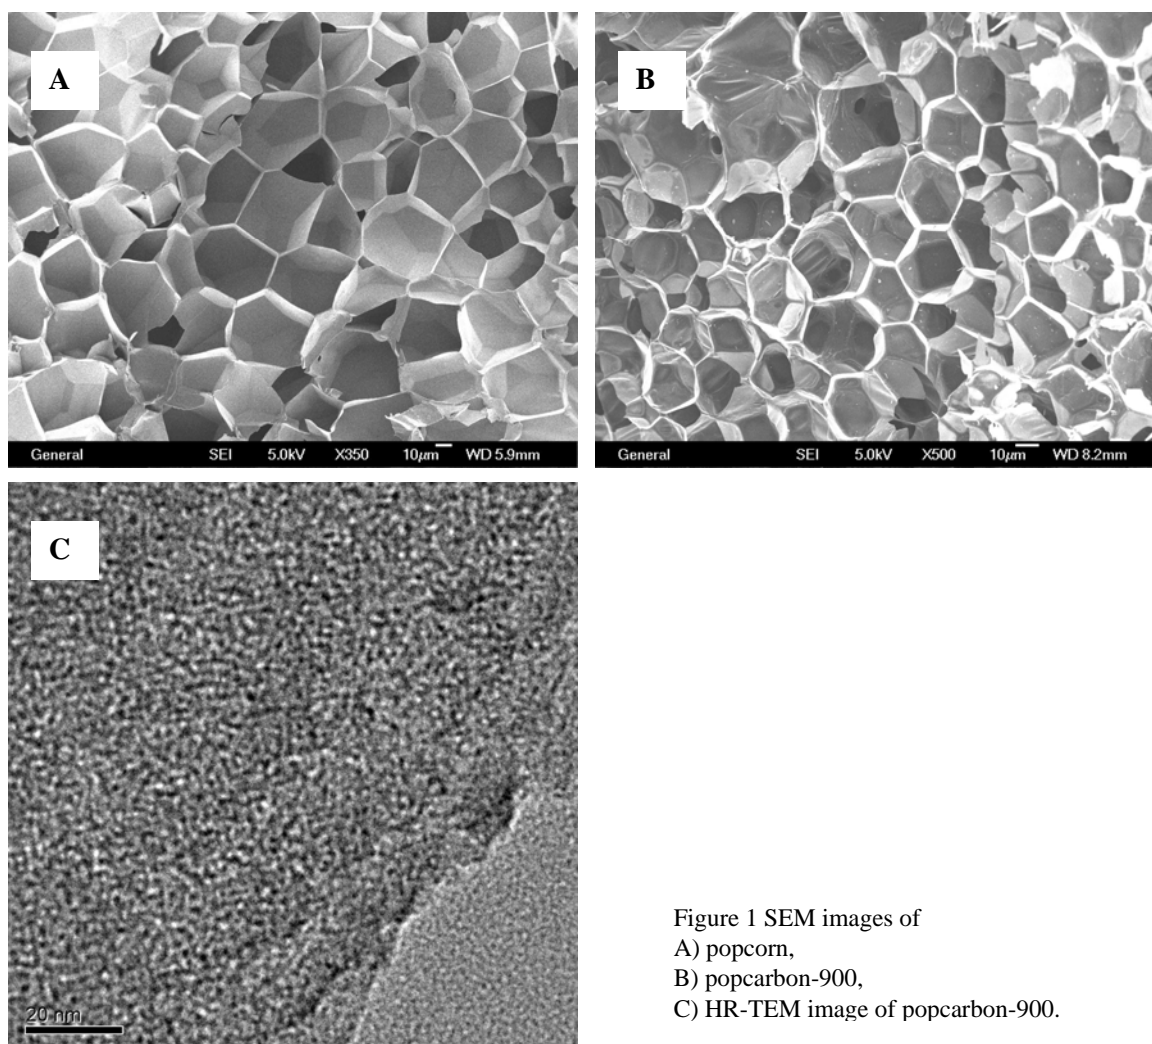 A
B
General SEI 5.0kV X350 10μm WD 5.9mm
General SEI 5.0kV X500 10μm WD 8.2mm
C
20 nm
Figure 1 SEM images of
A) popcorn,
B) popcarbon-900,
C) HR-TEM image of popcarbon-900.